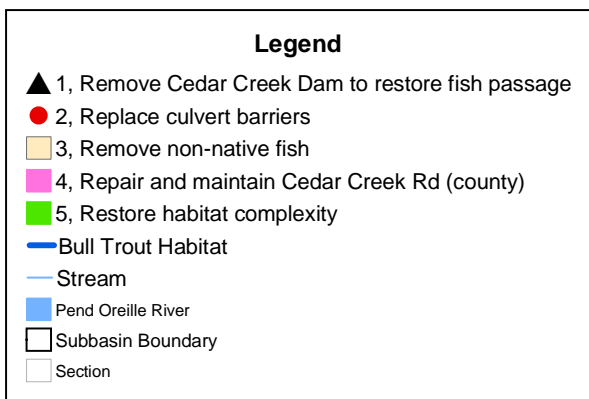 Legend
1, Remove Cedar Creek Dam to restore fish passage
2, Replace culvert barriers
3, Remove non-native fish
4, Repair and maintain Cedar Creek Rd (county)
5, Restore habitat complexity
Bull Trout Habitat
Stream
Pend Oreille River
Subbasin Boundary
Section